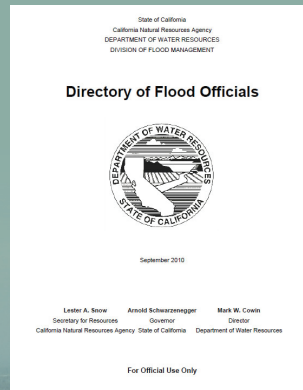 State of California
California Natural Resources Agency
DEPARTMENT OF WATER RESOURCES
DIVISION OF FLOOD MANAGEMENT
Directory of Flood Officials
DEPARTMENT OF WATER RESOURCES
STATE OF CALIFORNIA
September 2010
Lester A. Snow Arnold Schwarzenegger Mark W. Cowin
Secretary for Resources Governor Director
California Natural Resources Agency State of California Department of Water Resources
For Official Use Only